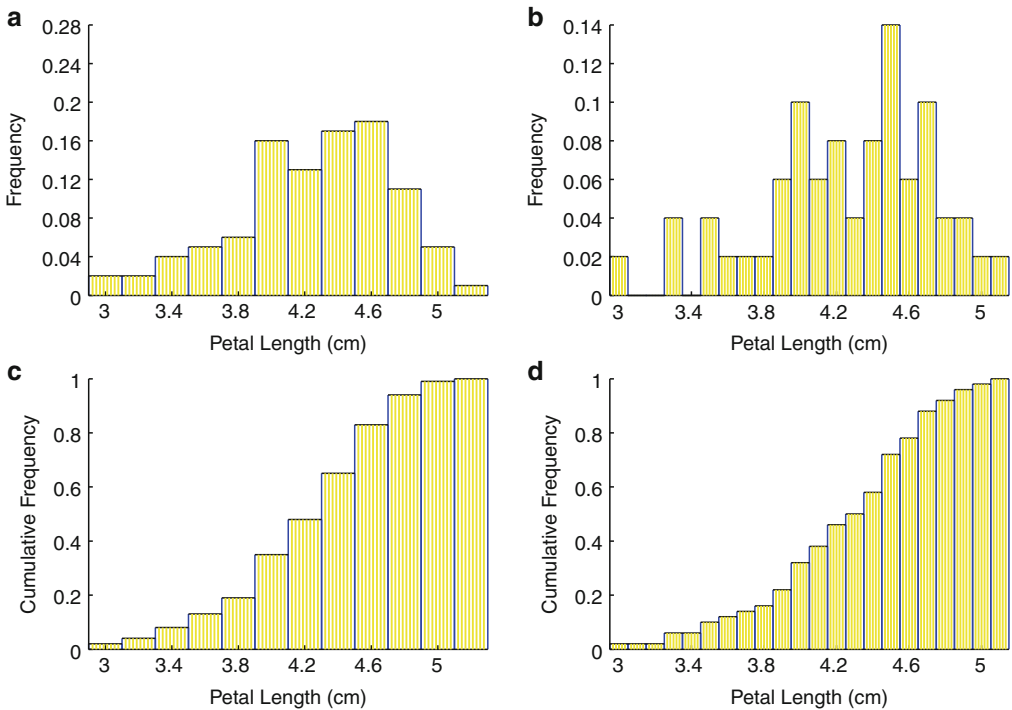 a
0.28
0.24
0.2
0.16
0.12
0.08
0.04
0
Frequency
3 3.4 3.8 4.2 4.6 5
Petal Length (cm)
b
0.14
0.12
0.1
0.08
0.06
0.04
0.02
0
Frequency
3 3.4 3.8 4.2 4.6 5
Petal Length (cm)
c
1
0.8
0.6
0.4
0.2
0
Cumulative Frequency
3 3.4 3.8 4.2 4.6 5
Petal Length (cm)
d
1
0.8
0.6
0.4
0.2
0
Cumulative Frequency
3 3.4 3.8 4.2 4.6 5
Petal Length (cm)